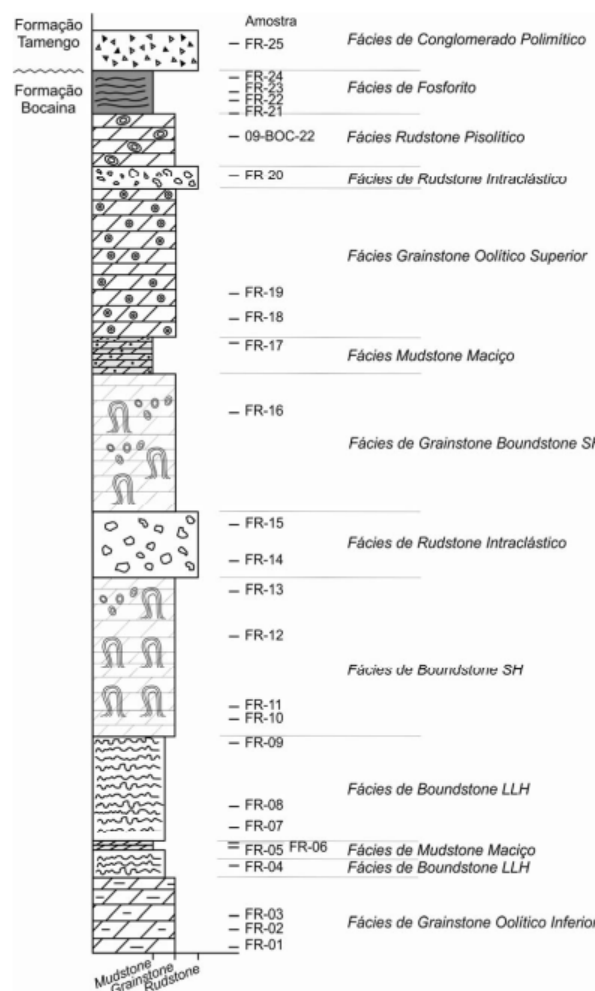 Formação
Tamengo
Amostra
FR-25
Fácies de Conglomerado Polimítico
Formação
Bocaina
FR-24
FR-23
FR-22
FR-21
Fácies de Fosforito
09-BOC-22
Fácies Rudstone Pisolítico
FR 20
Fácies de Rudstone Intraclástico
Fácies Grainstone Oolítico Superior
FR-19
FR-18
FR-17
Fácies Mudstone Maciço
FR-16
Fácies de Grainstone Boundstone SH
FR-15
Fácies de Rudstone Intraclástico
FR-14
FR-13
FR-12
Fácies de Boundstone SH
FR-11
FR-10
FR-09
Fácies de Boundstone LLH
FR-08
FR-07
FR-05 FR-06
Fácies de Mudstone Maciço
FR-04
Fácies de Boundstone LLH
FR-03
FR-02
Fácies de Grainstone Oolítico Inferior
FR-01
Mudstone
Grainstone
Rudstone